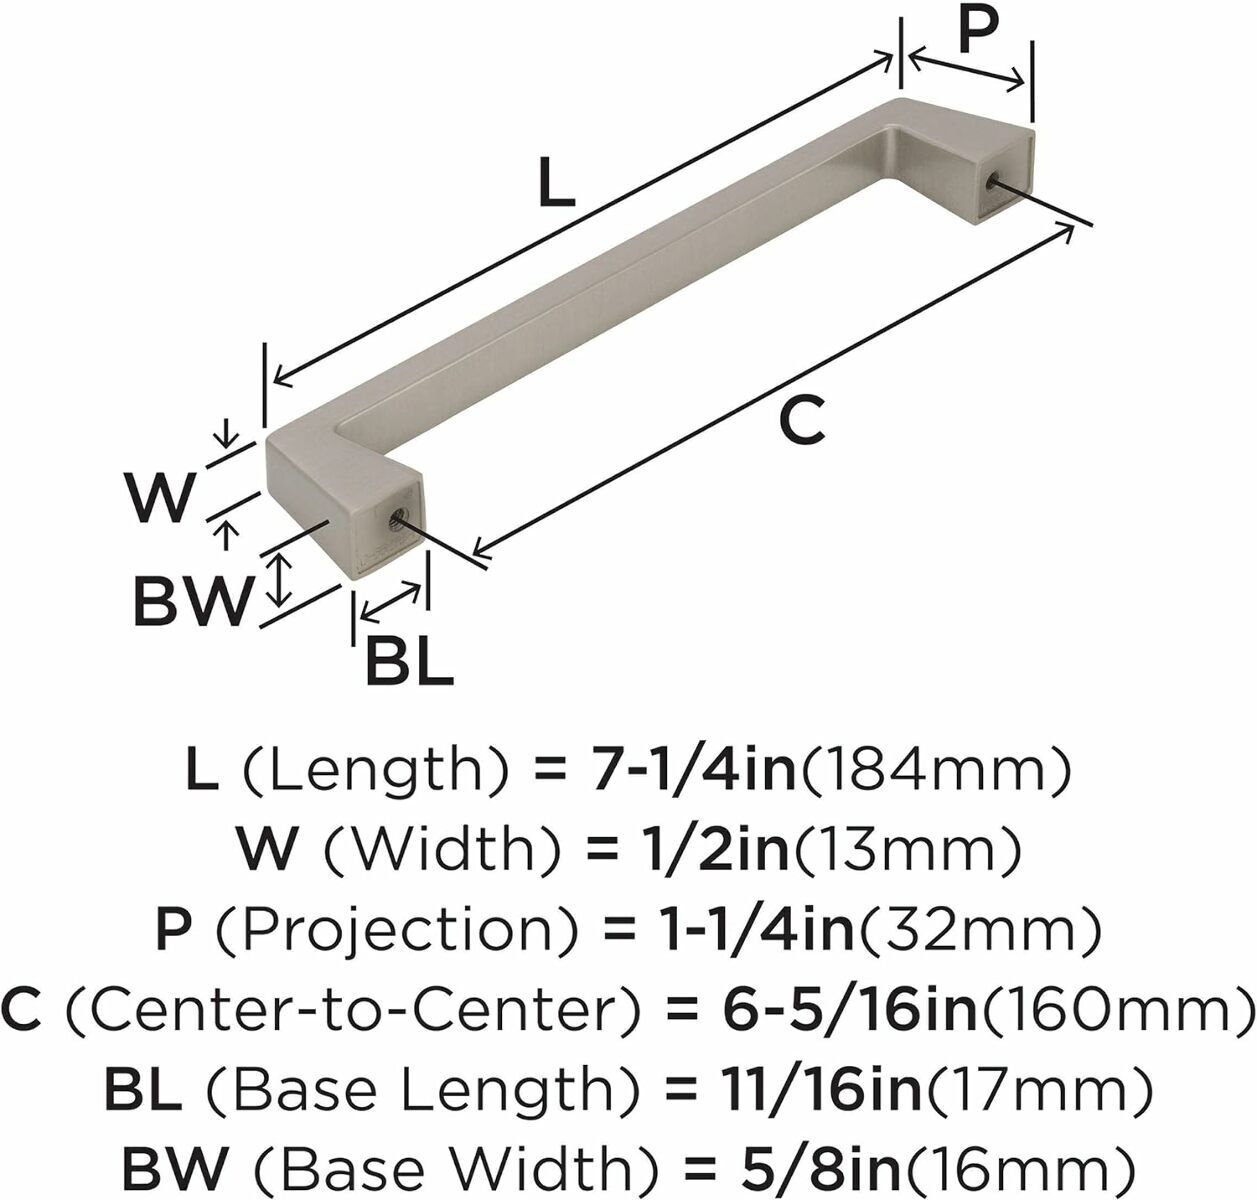 P
L
C
W
BW
BL
L (Length) = 7-1/4in(184mm)
W (Width) = 1/2in(13mm)
P (Projection) = 1-1/4in(32mm)
C (Center-to-Center) = 6-5/16in(160mm)
BL (Base Length) = 11/16in(17mm)
BW (Base Width) = 5/8in(16mm)